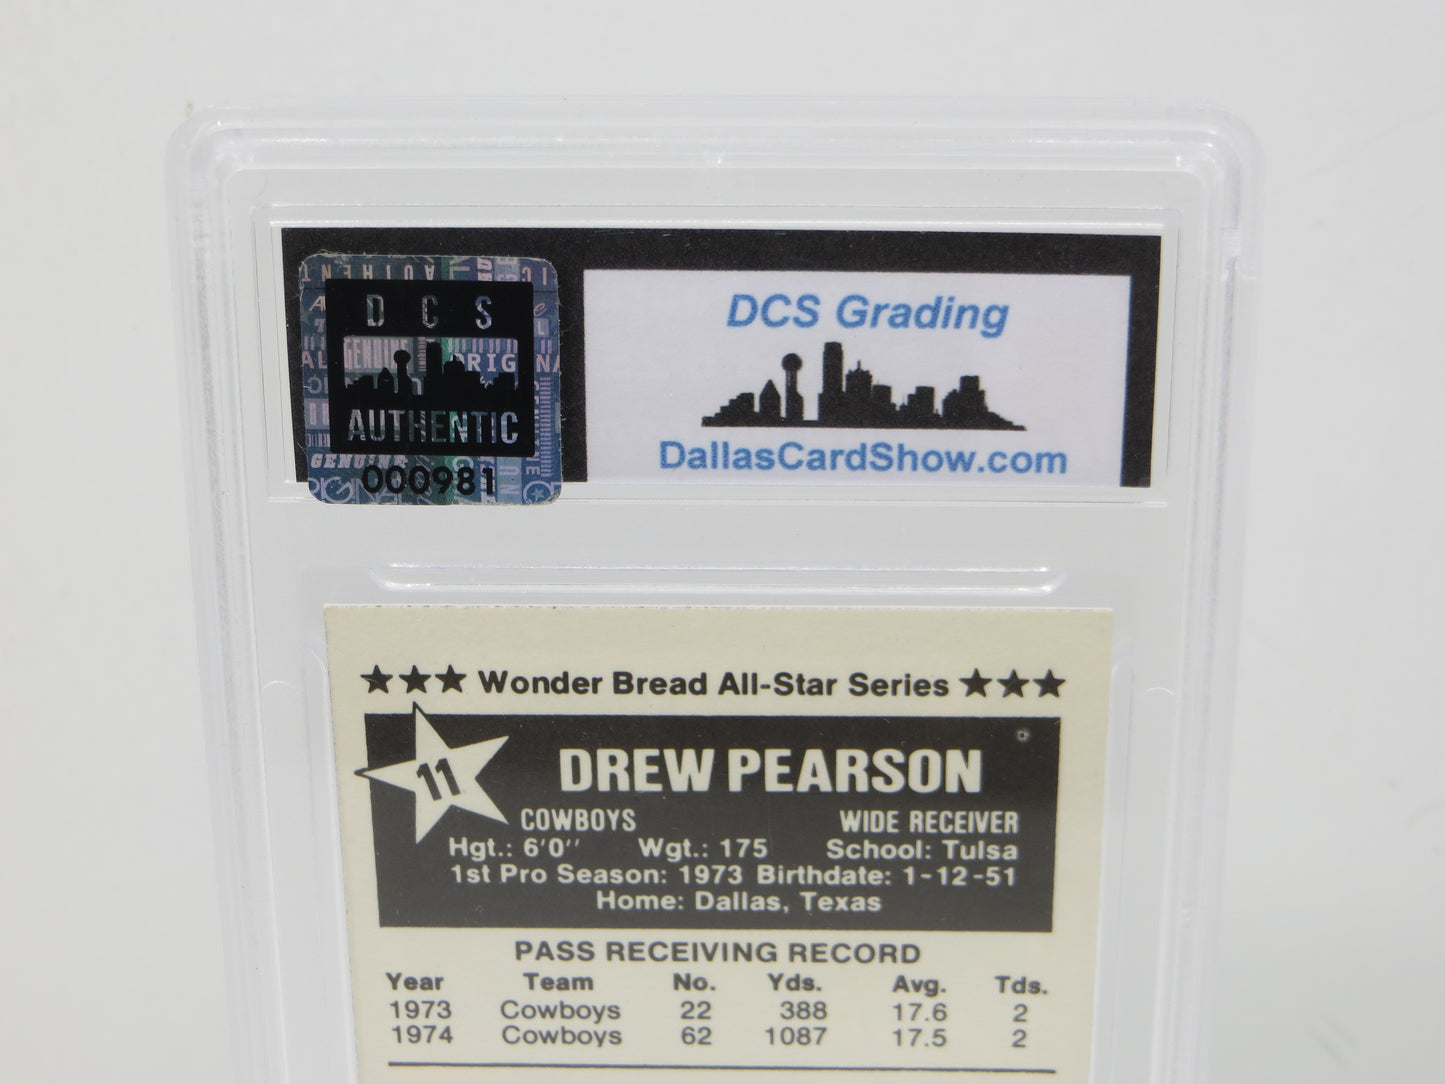 DCS
AUTHENTIC
000981
GENUINE
DCS Grading
DallasCardShow.com
★★★ Wonder Bread All-Star Series ★★★
11
DREW PEARSON
COWBOYS WIDE RECEIVER
Hgt.: 6'0'' Wgt.: 175 School: Tulsa
1st Pro Season: 1973 Birthdate: 1-12-51
Home: Dallas, Texas
PASS RECEIVING RECORD
Year Team No. Yds. Avg. Tds.
1973 Cowboys 22 388 17.6 2
1974 Cowboys 62 1087 17.5 2